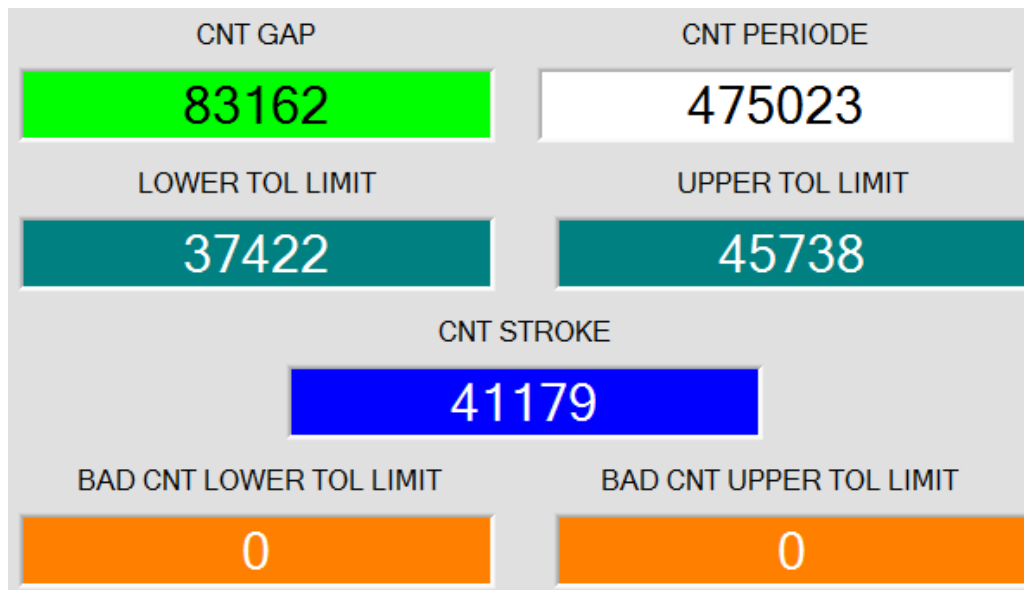 CNT GAP CNT PERIODE
83162 475023
LOWER TOL LIMIT UPPER TOL LIMIT
37422 45738
CNT STROKE
41179
BAD CNT LOWER TOL LIMIT BAD CNT UPPER TOL LIMIT
0 0